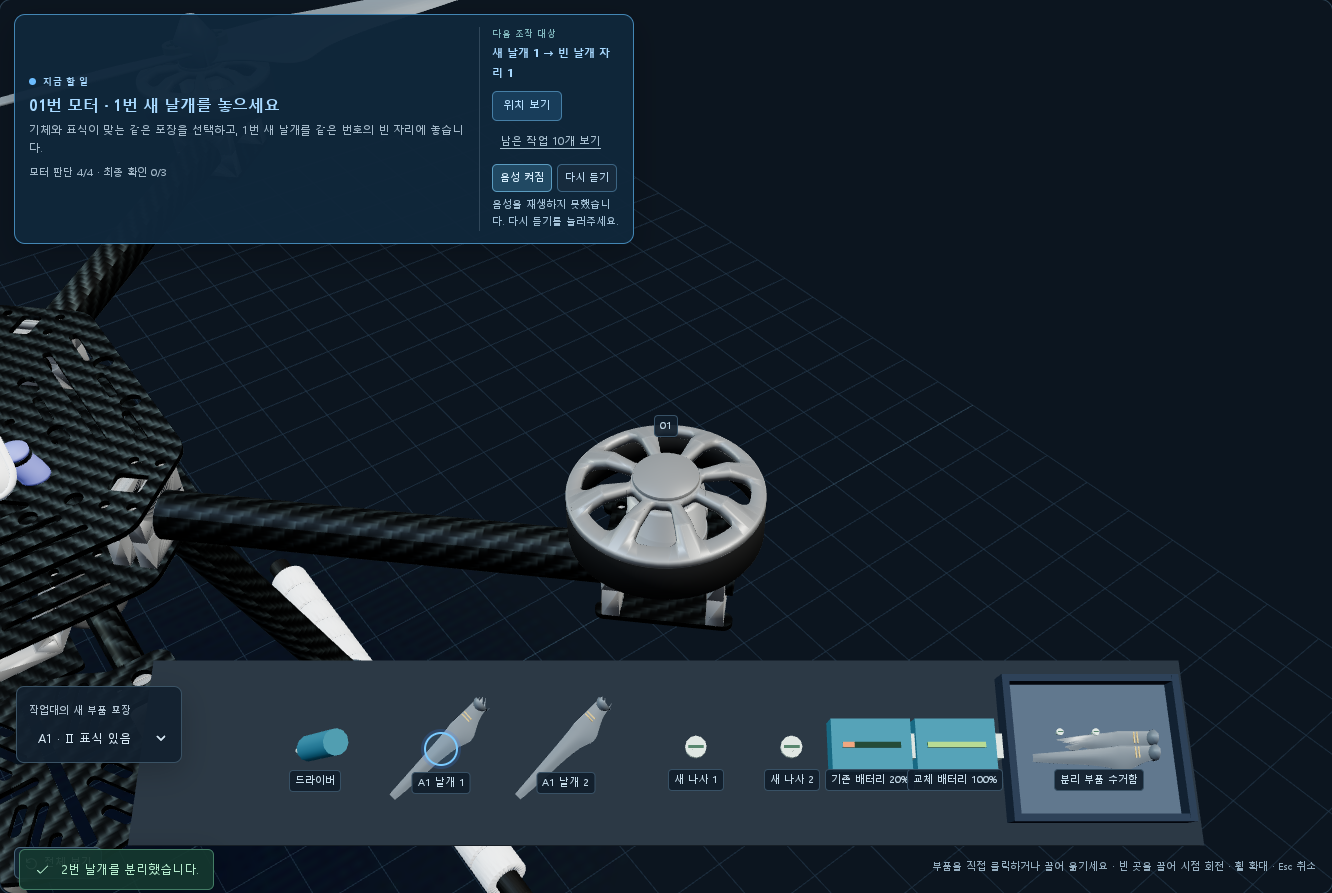 지금 할 일
01번 모터 · 1번 새 날개를 놓으세요
기체와 표식이 맞는 같은 포장을 선택하고, 1번 새 날개를 같은 번호의 빈 자리에 놓습니
다.
모터 판단 4/4 · 최종 확인 0/3
다음 조작 대상
새 날개 1 → 빈 날개 자
리 1
위치 보기
남은 작업 10개 보기
음성 켜짐
다시 듣기
음성을 재생하지 못했습니
다. 다시 듣기를 눌러주세요.
01
작업대의 새 부품 포장
A1 · II 표식 있음
드라이버
A1 날개 1
A1 날개 2
새 나사 1
새 나사 2
기존 배터리 20%
교체 배터리 100%
분리 부품 수거함
2번 날개를 분리했습니다.
부품을 직접 클릭하거나 끌어 옮기세요 · 빈 곳을 끌어 시점 회전 · 휠 확대 · Esc 취소